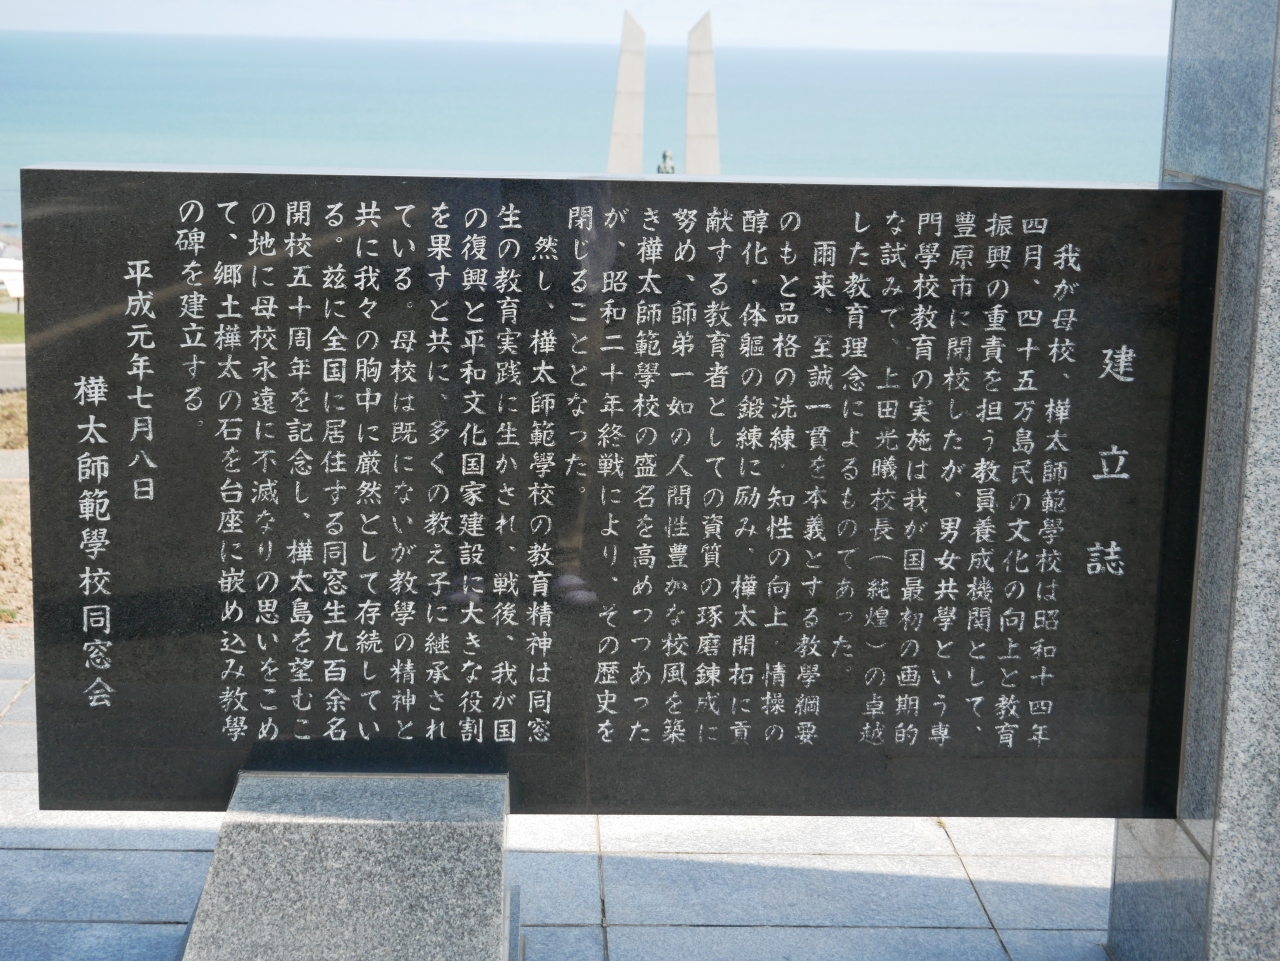 建立誌
我が母校、樺太師範学校は昭和十四年
四月、四十五万島民の文化の向上と教育
振興の重責を担う教員養成機関として、
豊原市に開校したが、男女共學という専
門學校教育の実施は我が国最初の画期的
な試みで、上田光曦校長(純煌)の卓越
した教育理念によるものてあった。
爾来、至誠一貫を本義とする教學綱要
のもと品格の洗練・知性の向上・情操の
醇化・体軀の鍛練に励み、樺太開拓に貢
献する教育者としての資質の琢磨錬成に
努め、師弟一如の人間性豊かな校風を築
き樺太師範學校の盛名を高めつつあった
が、昭和二十年終戦により、その歴史を
閉じることとなった。
然し、樺太師範學校の教育精神は同窓
生の教育実践に生かされ、戦後、我が国
の復興と平和文化国家建設に大きな役割
を果すと共に、多くの教え子に継承され
ている。母校は既にないが教學の精神と
共に我々の胸中に厳然として存続してい
る。茲に全国に居住する同窓生九百余名
開校五十周年を記念し、樺太島を望むこ
の地に母校永遠に不滅なりの思いをこめ
て、郷土樺太の石を台座に嵌め込み教學
の碑を建立する。
平成元年七月八日
樺太師範學校同窓会